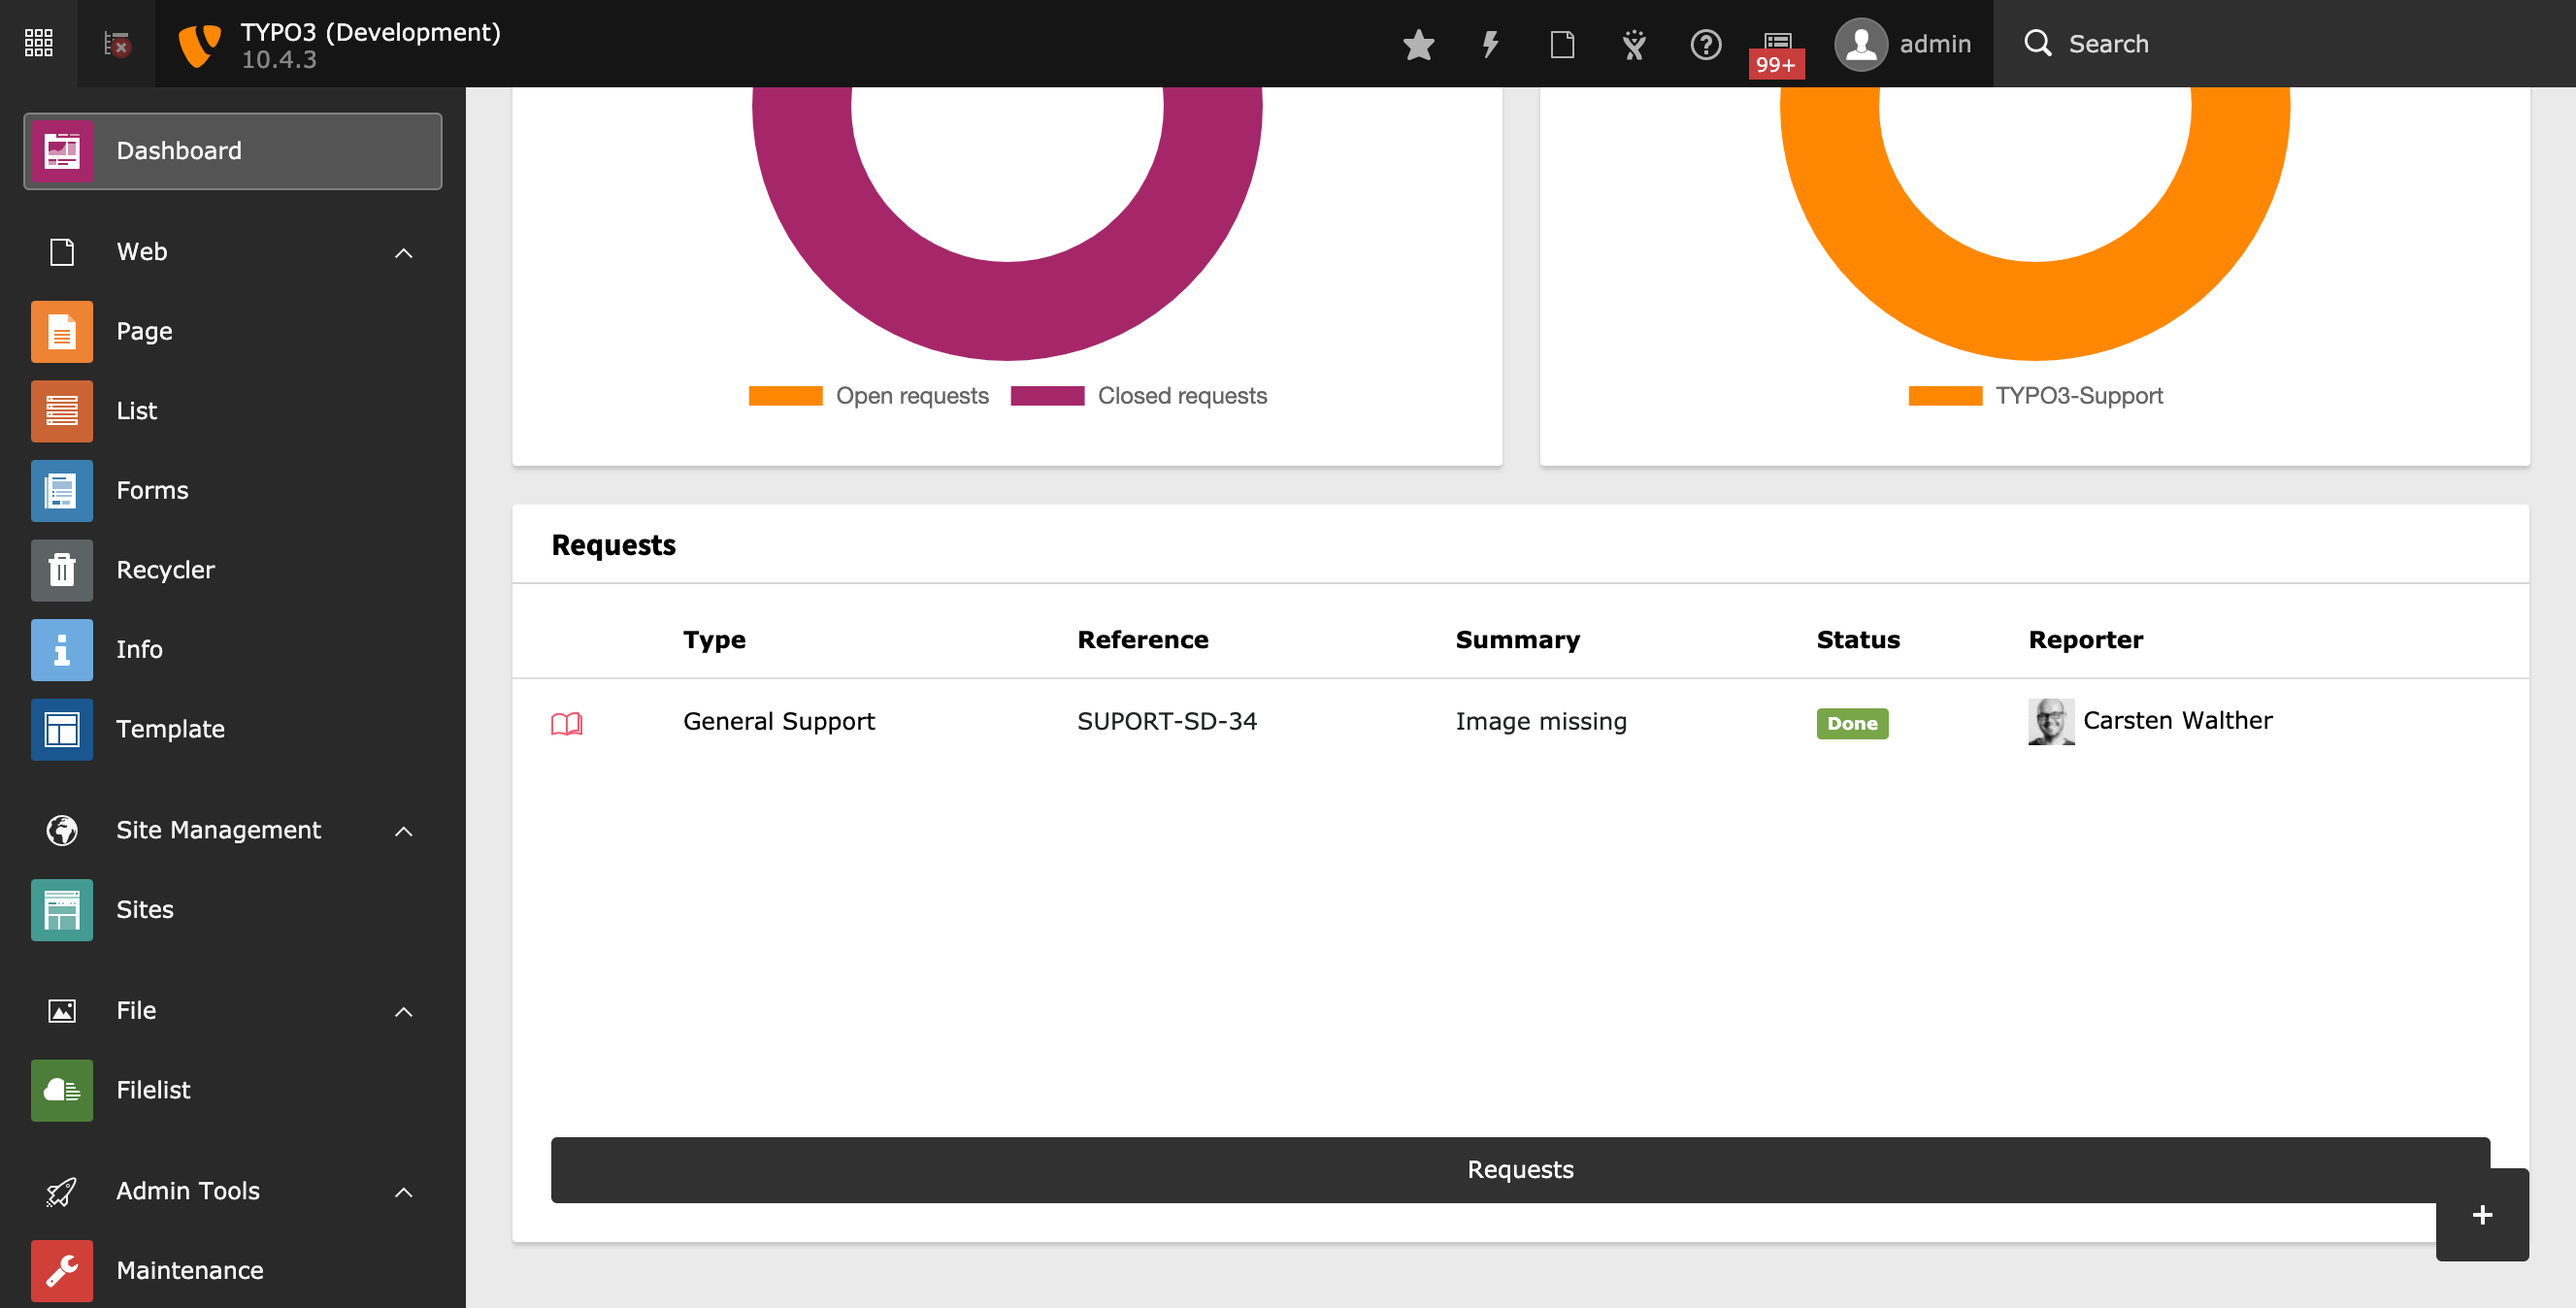 TYPO3 (Development)
10.4.3
99+
admin
Search
Dashboard
Web
Page
List
Forms
Recycler
Info
Template
Site Management
Sites
File
Filelist
Admin Tools
Maintenance
Open requests Closed requests
TYPO3-Support
Requests
Type Reference Summary Status Reporter
General Support SUPORT-SD-34 Image missing Done Carsten Walther
Requests
+